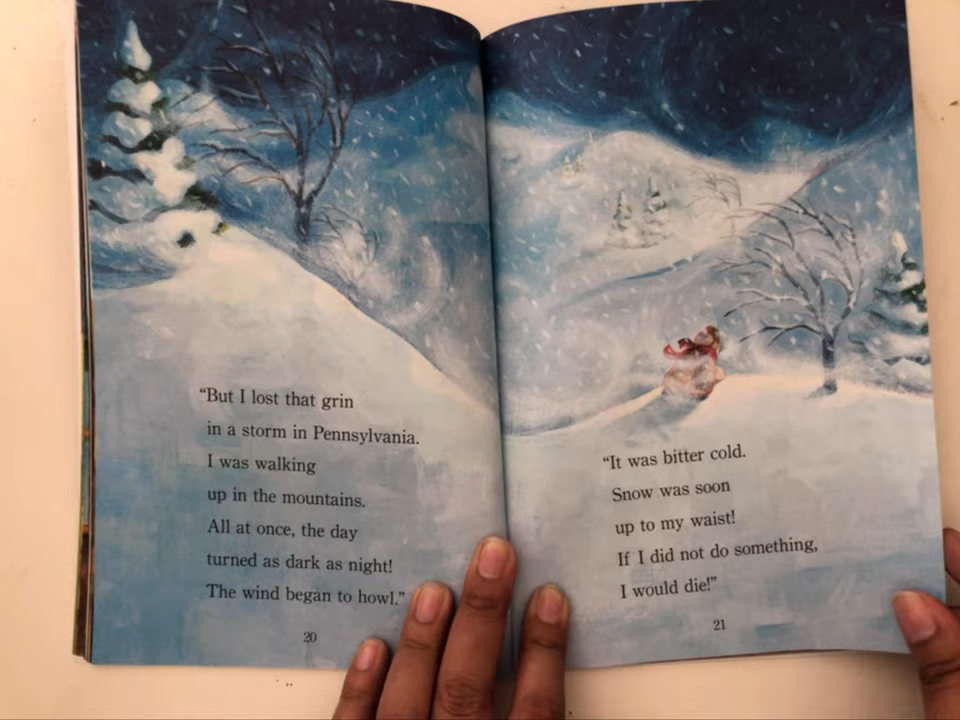 “But I lost that grin
in a storm in Pennsylvania.
I was walking
up in the mountains.
All at once, the day
turned as dark as night!
The wind began to howl.”
20
“It was bitter cold.
Snow was soon
up to my waist!
If I did not do something,
I would die!”
21